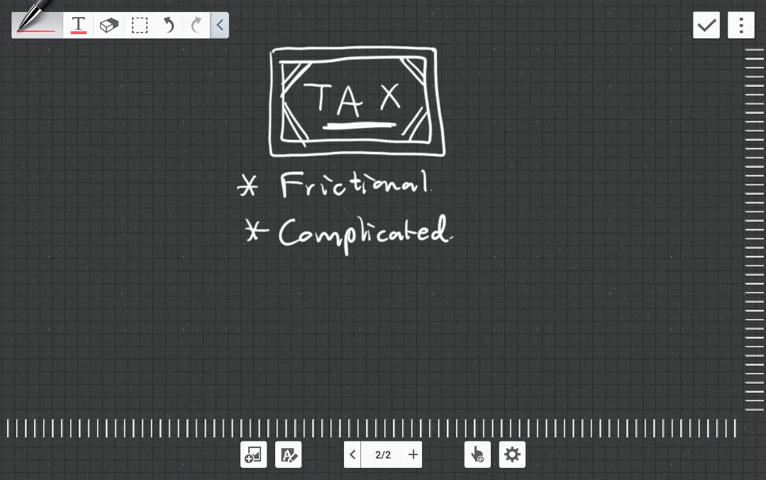 T
TAX
* Frictional
* Complicated.
2/2